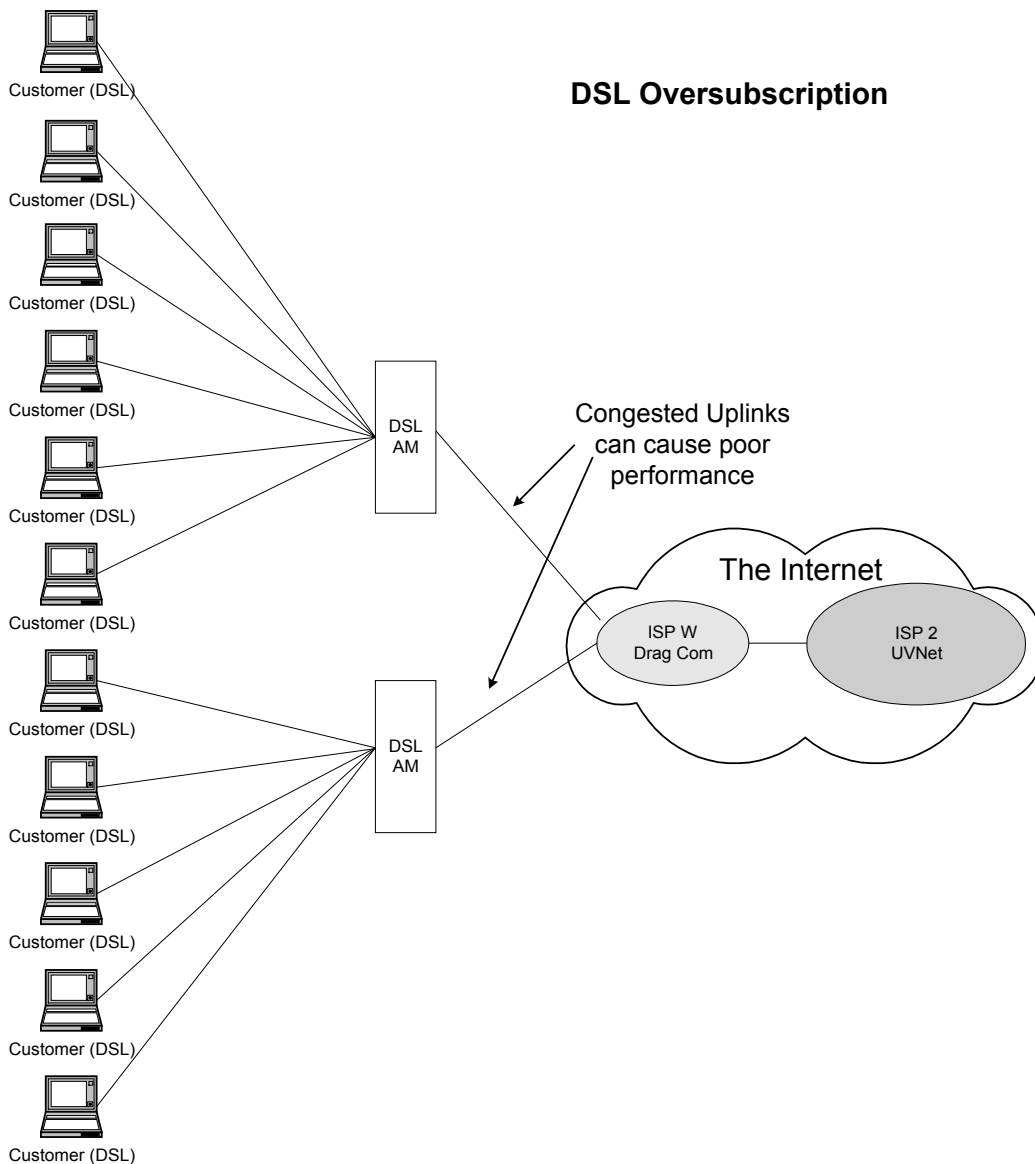 DSL Oversubscription
Customer (DSL)
Customer (DSL)
Customer (DSL)
Customer (DSL)
Customer (DSL)
Customer (DSL)
Customer (DSL)
Customer (DSL)
Customer (DSL)
Customer (DSL)
Customer (DSL)
DSL
AM
DSL
AM
Congested Uplinks
can cause poor
performance
The Internet
ISP W
Drag Com
ISP 2
UVNet